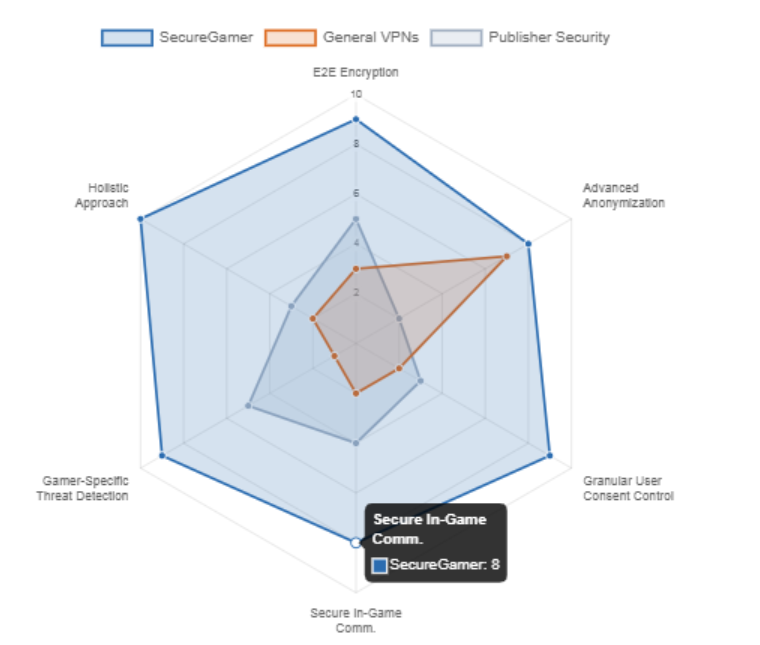 SecureGamer General VPNs Publisher Security
E2E Encryption
10
8
6
4
2
Holistic
Approach
Advanced
Anonymization
Gamer-Specific
Threat Detection
Granular User
Consent Control
Secure In-Game
Comm.
SecureGamer: 8
Secure In-Game
Comm.